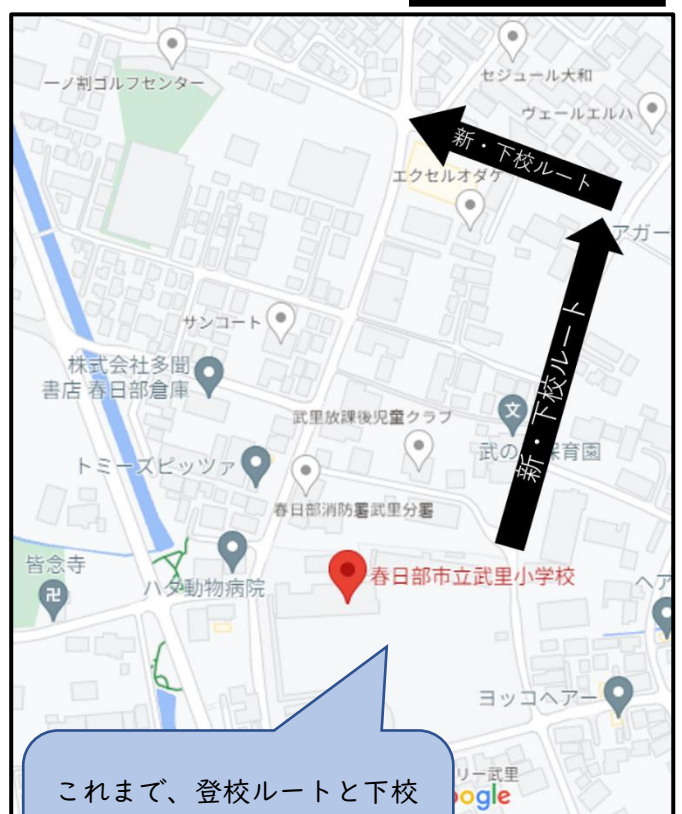 一ノ割ゴルフセンター
セジュール大和
ヴェールエルハ
新・下校ルート
エクセルオダケ
アガー
サンコート
株式会社多聞
書店 春日部倉庫
新・下校ルート
武里放課後児童クラブ
武の
保育園
トミーズピッツァ
春日部消防署武里分署
皆念寺
ハタ動物病院
春日部市立武里小学校
ヘア
ヨッコヘアー
リー武里
ogle
これまで、登校ルートと下校